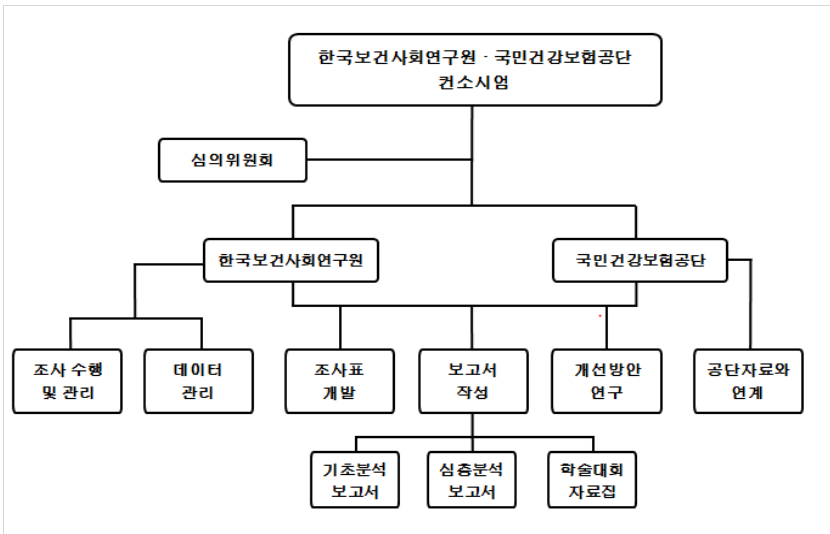 한국보건사회연구원 · 국민건강보험공단
컨소시엄
심의위원회
한국보건사회연구원
국민건강보험공단
조사 수행
및 관리
데이터
관리
조사표
개발
보고서
작성
개선방안
연구
공단자료와
연계
기초분석
보고서
심층분석
보고서
학술대회
자료집